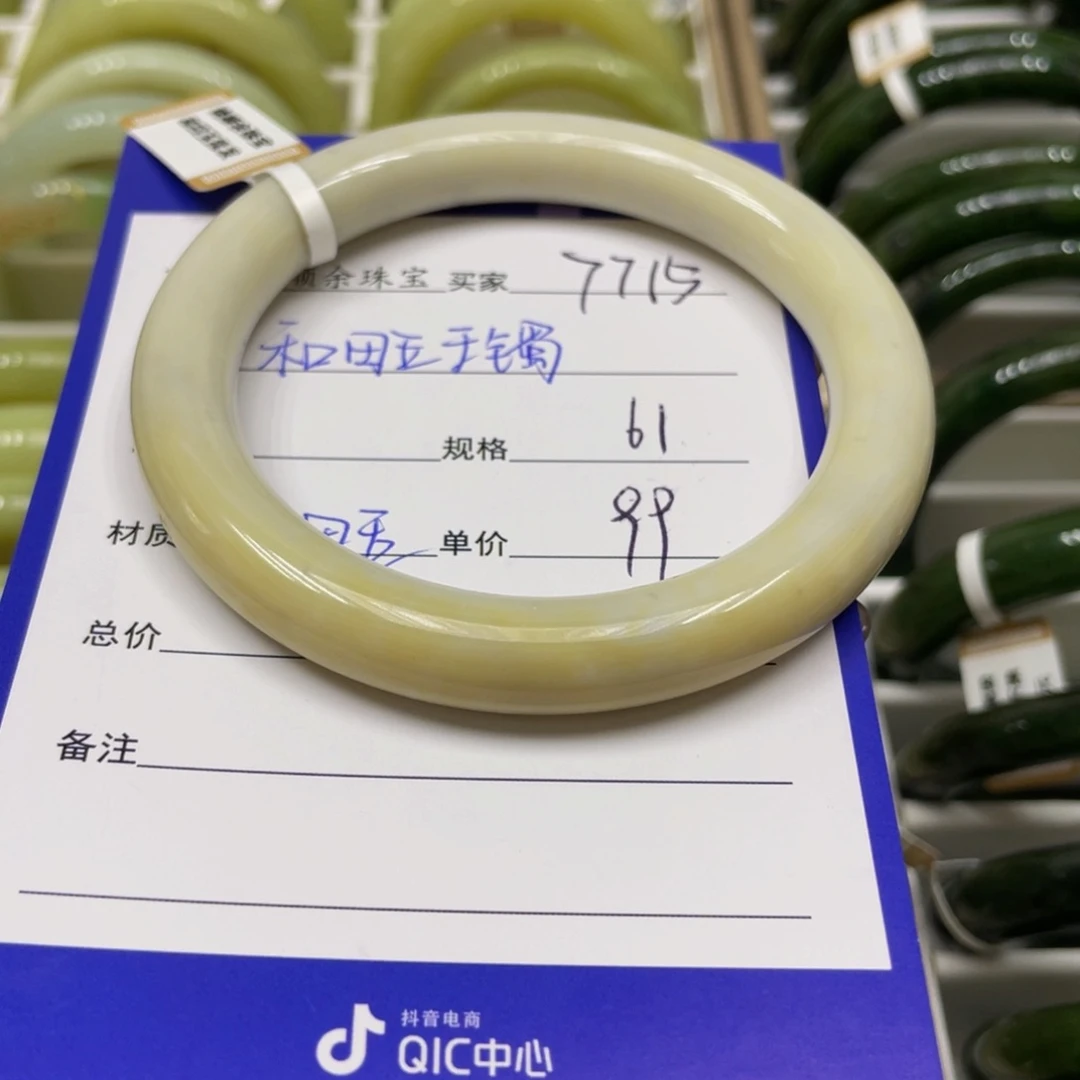 余珠宝 买家 7715
和田玉手镯
规格 61
材质 单价 99
总价
备注
抖音电商
QIC中心